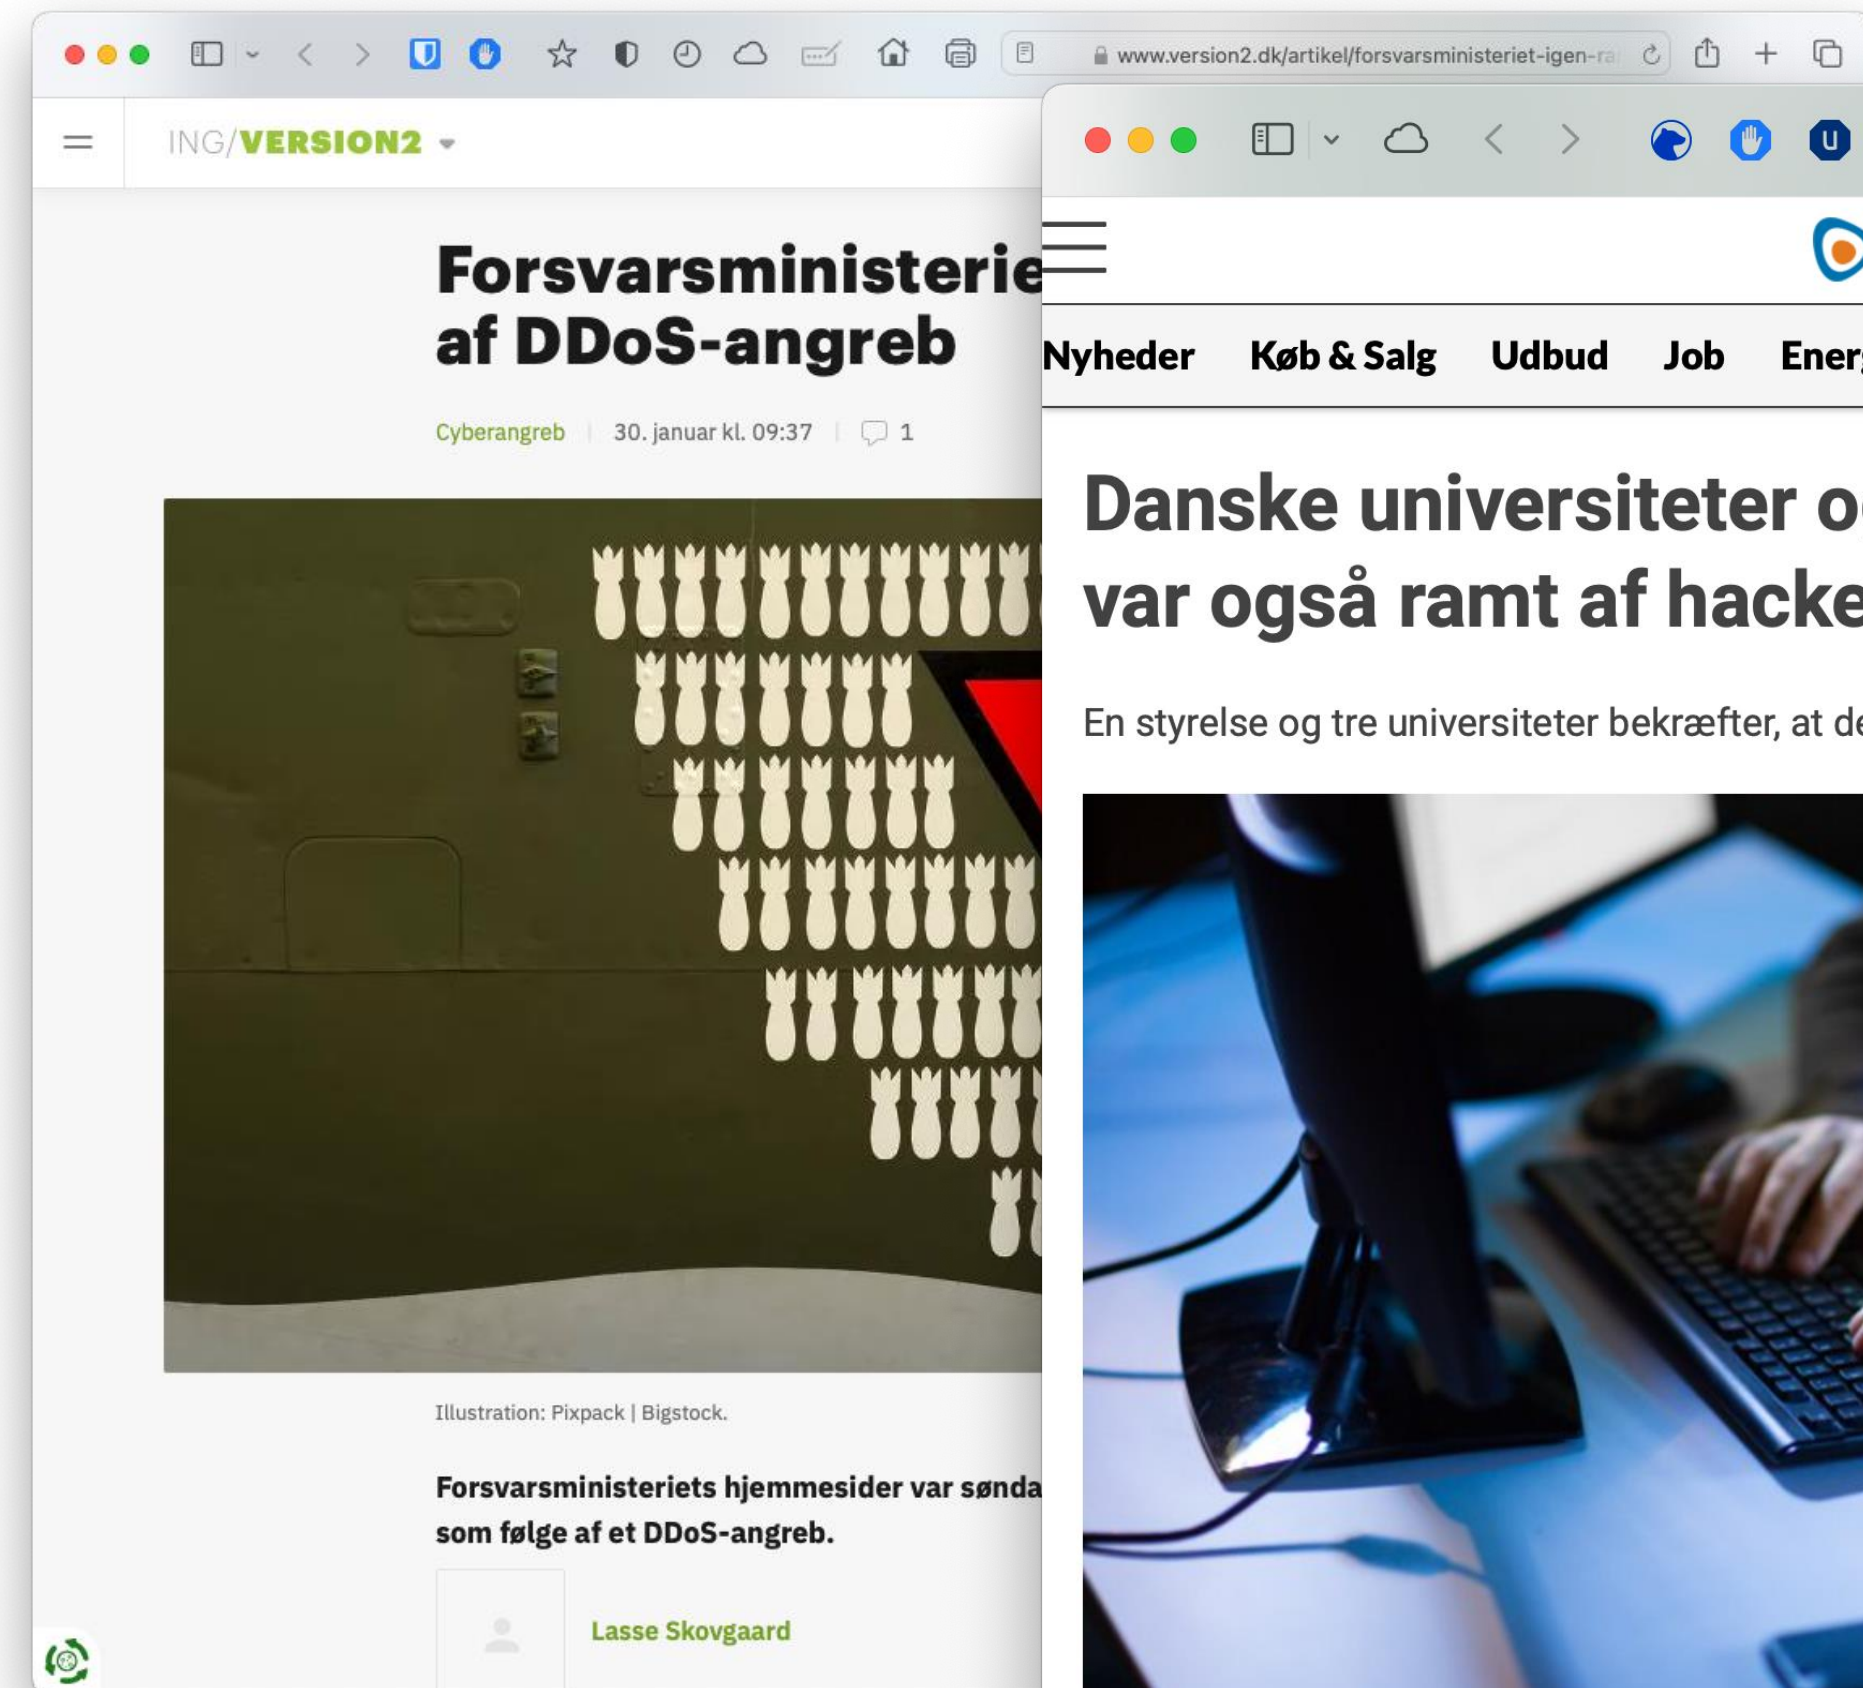 www.version2.dk/artikel/forsvarsministeriet-igen-ra
ING/VERSION2
Forsvarsministerie
af DDoS-angreb
Cyberangreb 30. januar kl. 09:37 1
Illustration: Pixpack | Bigstock.
Forsvarsministeriets hjemmesider var sønda
som følge af et DDoS-angreb.
Lasse Skovgaard
U
Nyheder Køb & Salg Udbud Job Energ
Danske universiteter og
var også ramt af hacke
En styrelse og tre universiteter bekræfter, at de